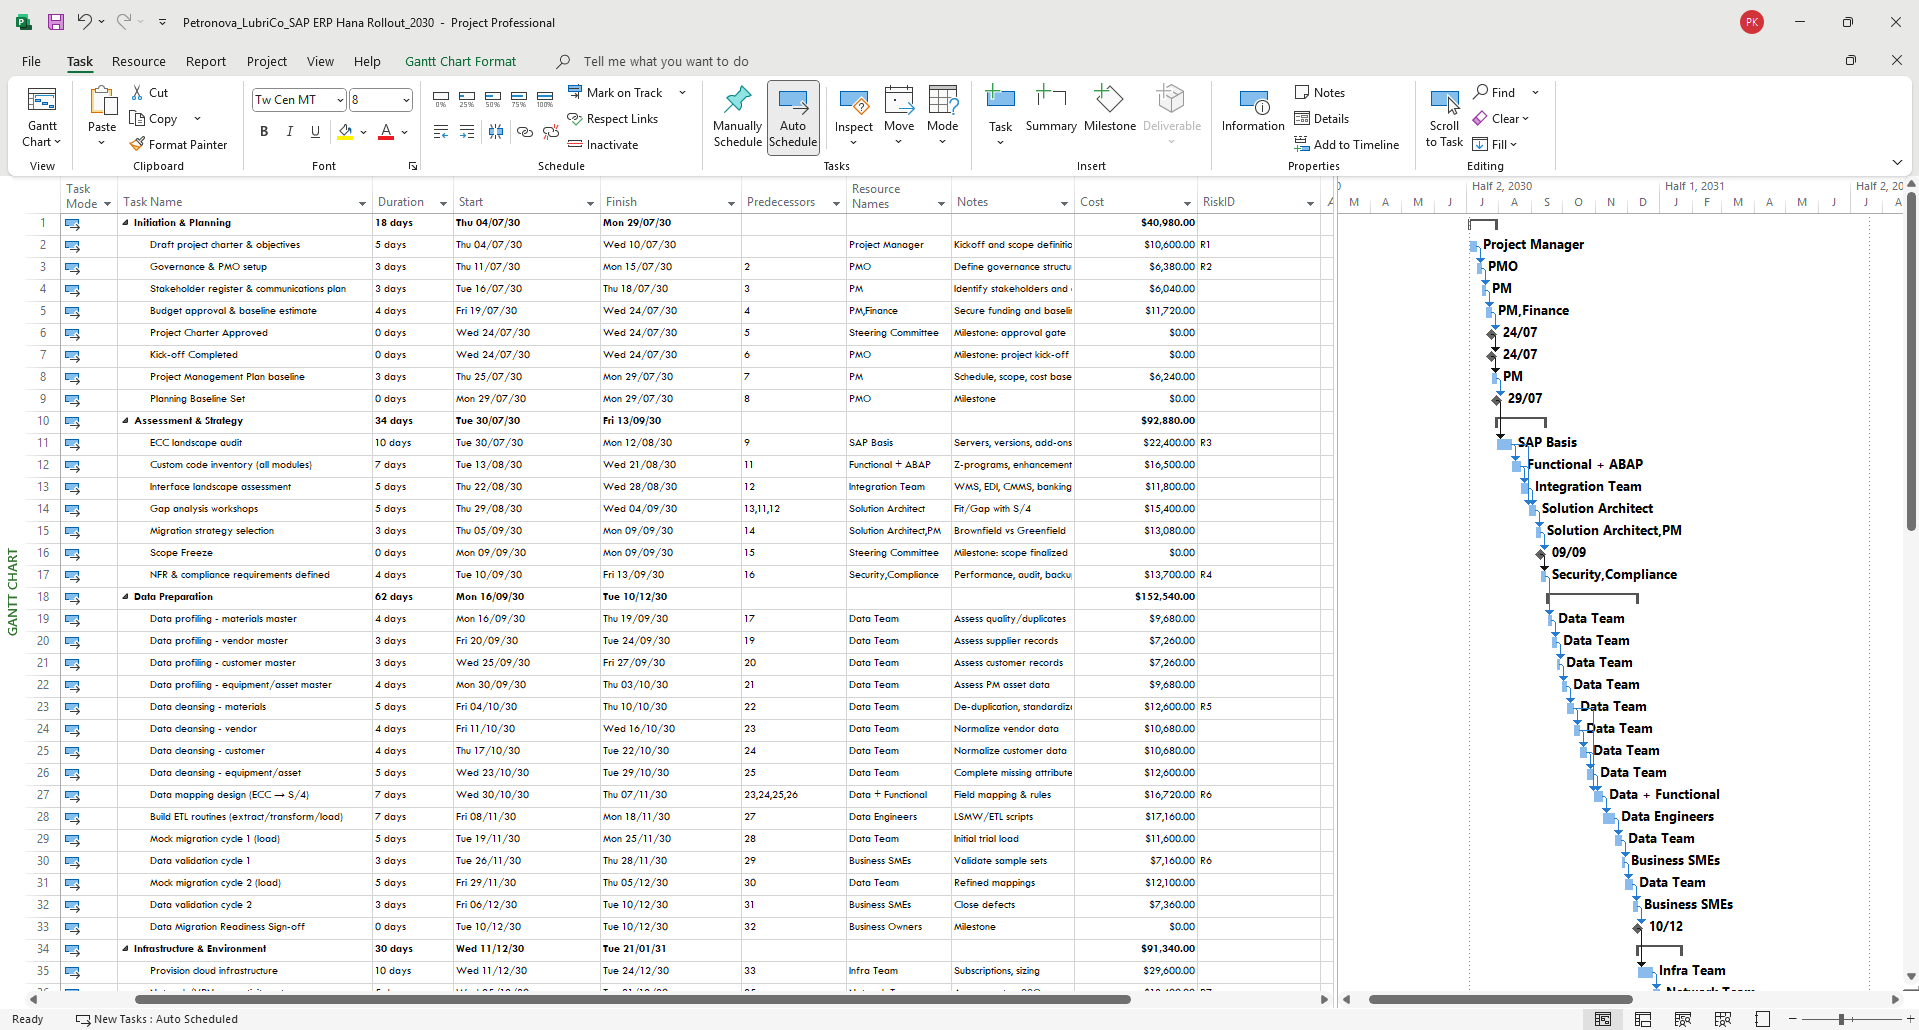 Petronova_LubriCo_SAP ERP Hana Rollout_2030 - Project Professional
PK
File Task Resource Report Project View Help Gantt Chart Format Tell me what you want to do
Gantt Chart
View
Paste
Cut
Copy
Format Painter
Clipboard
Tw Cen MT 8
B I U A
Font
0% 25% 50% 75% 100%
Mark on Track
Respect Links
Inactivate
Schedule
Manually Schedule
Auto Schedule
Inspect Move Mode
Tasks
Task Summary Milestone Deliverable
Insert
Information
Notes
Details
Add to Timeline
Properties
Scroll to Task
Find
Clear
Fill
Editing
GANTT CHART
Task Mode Task Name Duration Start Finish Predecessors Resource Names Notes Cost RiskID
1 Initiation & Planning 18 days Thu 04/07/30 Mon 29/07/30 $40,980.00
2 Draft project charter & objectives 5 days Thu 04/07/30 Wed 10/07/30 Project Manager Kickoff and scope definitio $10,600.00 R1
3 Governance & PMO setup 3 days Thu 11/07/30 Mon 15/07/30 2 PMO Define governance structu $6,380.00 R2
4 Stakeholder register & communications plan 3 days Tue 16/07/30 Thu 18/07/30 3 PM Identify stakeholders and $6,040.00
5 Budget approval & baseline estimate 4 days Fri 19/07/30 Wed 24/07/30 4 PM,Finance Secure funding and baselin $11,720.00
6 Project Charter Approved 0 days Wed 24/07/30 Wed 24/07/30 5 Steering Committee Milestone: approval gate $0.00
7 Kick-off Completed 0 days Wed 24/07/30 Wed 24/07/30 6 PMO Milestone: project kick-off $0.00
8 Project Management Plan baseline 3 days Thu 25/07/30 Mon 29/07/30 7 PM Schedule, scope, cost base $6,240.00
9 Planning Baseline Set 0 days Mon 29/07/30 Mon 29/07/30 8 PMO Milestone $0.00
10 Assessment & Strategy 34 days Tue 30/07/30 Fri 13/09/30 $92,880.00
11 ECC landscape audit 10 days Tue 30/07/30 Mon 12/08/30 9 SAP Basis Servers, versions, add-ons $22,400.00 R3
12 Custom code inventory (all modules) 7 days Tue 13/08/30 Wed 21/08/30 11 Functional + ABAP Z-programs, enhancement $16,500.00
13 Interface landscape assessment 5 days Thu 22/08/30 Wed 28/08/30 12 Integration Team WMS, EDI, CMMS, banking $11,800.00
14 Gap analysis workshops 5 days Thu 29/08/30 Wed 04/09/30 13,11,12 Solution Architect Fit/Gap with S/4 $15,400.00
15 Migration strategy selection 3 days Thu 05/09/30 Mon 09/09/30 14 Solution Architect,PM Brownfield vs Greenfield $13,080.00
16 Scope Freeze 0 days Mon 09/09/30 Mon 09/09/30 15 Steering Committee Milestone: scope finalized $0.00
17 NFR & compliance requirements defined 4 days Tue 10/09/30 Fri 13/09/30 16 Security,Compliance Performance, audit, backu $13,700.00 R4
18 Data Preparation 62 days Mon 16/09/30 Tue 10/12/30 $152,540.00
19 Data profiling - materials master 4 days Mon 16/09/30 Thu 19/09/30 17 Data Team Assess quality/duplicates $9,680.00
20 Data profiling - vendor master 3 days Fri 20/09/30 Tue 24/09/30 19 Data Team Assess supplier records $7,260.00
21 Data profiling - customer master 3 days Wed 25/09/30 Fri 27/09/30 20 Data Team Assess customer records $7,260.00
22 Data profiling - equipment/asset master 4 days Mon 30/09/30 Thu 03/10/30 21 Data Team Assess PM asset data $9,680.00
23 Data cleansing - materials 5 days Fri 04/10/30 Thu 10/10/30 22 Data Team De-duplication, standardiz $12,600.00 R5
24 Data cleansing - vendor 4 days Fri 11/10/30 Wed 16/10/30 23 Data Team Normalize vendor data $10,680.00
25 Data cleansing - customer 4 days Thu 17/10/30 Tue 22/10/30 24 Data Team Normalize customer data $10,680.00
26 Data cleansing - equipment/asset 5 days Wed 23/10/30 Tue 29/10/30 25 Data Team Complete missing attribute $12,600.00
27 Data mapping design (ECC → S/4) 7 days Wed 30/10/30 Thu 07/11/30 23,24,25,26 Data + Functional Field mapping & rules $16,720.00 R6
28 Build ETL routines (extract/transform/load) 7 days Fri 08/11/30 Mon 18/11/30 27 Data Engineers LSMW/ETL scripts $17,160.00
29 Mock migration cycle 1 (load) 5 days Tue 19/11/30 Mon 25/11/30 28 Data Team Initial trial load $11,600.00
30 Data validation cycle 1 3 days Tue 26/11/30 Thu 28/11/30 29 Business SMEs Validate sample sets $7,160.00 R6
31 Mock migration cycle 2 (load) 5 days Fri 29/11/30 Thu 05/12/30 30 Data Team Refined mappings $12,100.00
32 Data validation cycle 2 3 days Fri 06/12/30 Tue 10/12/30 31 Business SMEs Close defects $7,360.00
33 Data Migration Readiness Sign-off 0 days Tue 10/12/30 Tue 10/12/30 32 Business Owners Milestone $0.00
34 Infrastructure & Environment 30 days Wed 11/12/30 Tue 21/01/31 $91,340.00
35 Provision cloud infrastructure 10 days Wed 11/12/30 Tue 24/12/30 33 Infra Team Subscriptions, sizing $29,600.00
Half 2, 2030 Half 1, 2031 Half 2, 20
M A M J J A S O N D J F M A M J J A
Project Manager
PMO
PM
PM,Finance
24/07
24/07
PM
29/07
SAP Basis
Functional + ABAP
Integration Team
Solution Architect
Solution Architect,PM
09/09
Security,Compliance
Data Team
Data Team
Data Team
Data Team
Data Team
Data Team
Data Team
Data Team
Data + Functional
Data Engineers
Data Team
Business SMEs
Data Team
Business SMEs
10/12
Infra Team
Ready New Tasks : Auto Scheduled